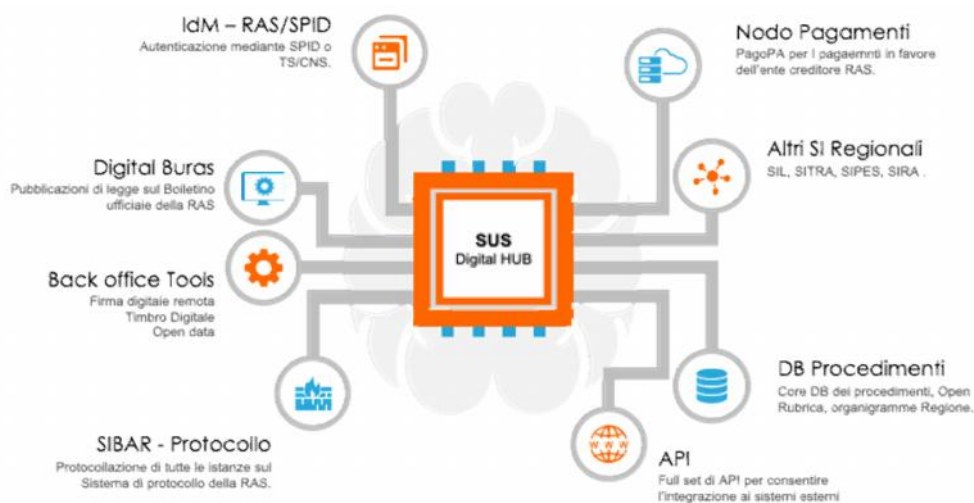 IdM – RAS/SPID
Autenticazione mediante SPID o
TS/CNS.
Digital Buras
Pubblicazioni di legge sul Boiletino
ufficiaie della RAS
Back office Tools
Firma digitaie remota
Timbro Digitale
Open data
SIBAR - Protocollo
Protocoilazione di tutte le istanze sul
Sistema di protocollo della RAS.
SUS
Digital HUB
Nodo Pagamenti
PagoPA per I pagaemnti in favore
dell'ente creditore RAS.
Altri SI Regionali
SIL, SITRA, SIPES, SIRA .
DB Procedimenti
Core DB dei procedimenti, Open
Rubrica, organigramme Regione.
WWW
API
Full set di API per consentire
l'integrazione ai sistemi esterni